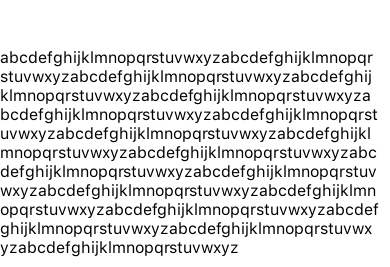 abcdefghijklmnopqrstuvwxyzabcdefghijklmnopqr
stuvwxyzabcdefghijklmnopqrstuvwxyzabcdefghij
klmnopqrstuvwxyzabcdefghijklmnopqrstuvwxyza
bcdefghijklmnopqrstuvwxyzabcdefghijklmnopqrst
uvwxyzabcdefghijklmnopqrstuvwxyzabcdefghijkl
mnopqrstuvwxyzabcdefghijklmnopqrstuvwxyzabc
defghijklmnopqrstuvwxyzabcdefghijklmnopqrstuv
wxyzabcdefghijklmnopqrstuvwxyzabcdefghijklmn
opqrstuvwxyzabcdefghijklmnopqrstuvwxyzabcdef
ghijklmnopqrstuvwxyzabcdefghijklmnopqrstuvwx
yzabcdefghijklmnopqrstuvwxyz